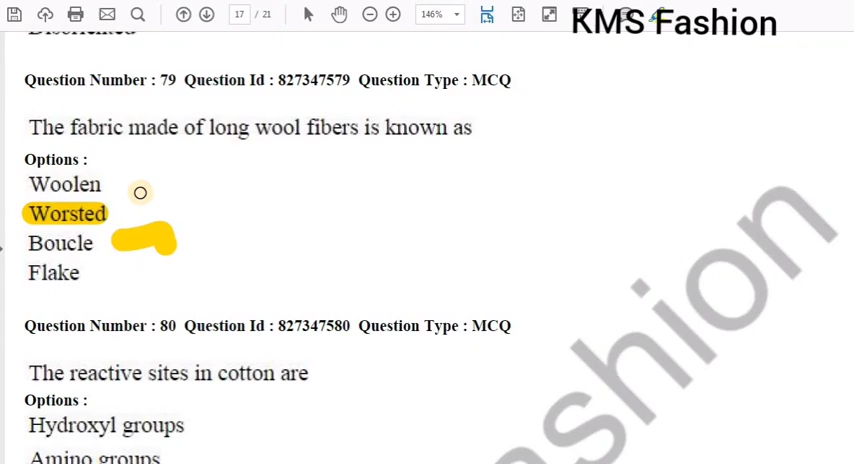 17 / 21
146%
KMS Fashion
Disoriented
Question Number : 79 Question Id : 827347579 Question Type : MCQ
The fabric made of long wool fibers is known as
Options :
Woolen
Worsted
Boucle
Flake
Question Number : 80 Question Id : 827347580 Question Type : MCQ
The reactive sites in cotton are
Options :
Hydroxyl groups
Amino groups